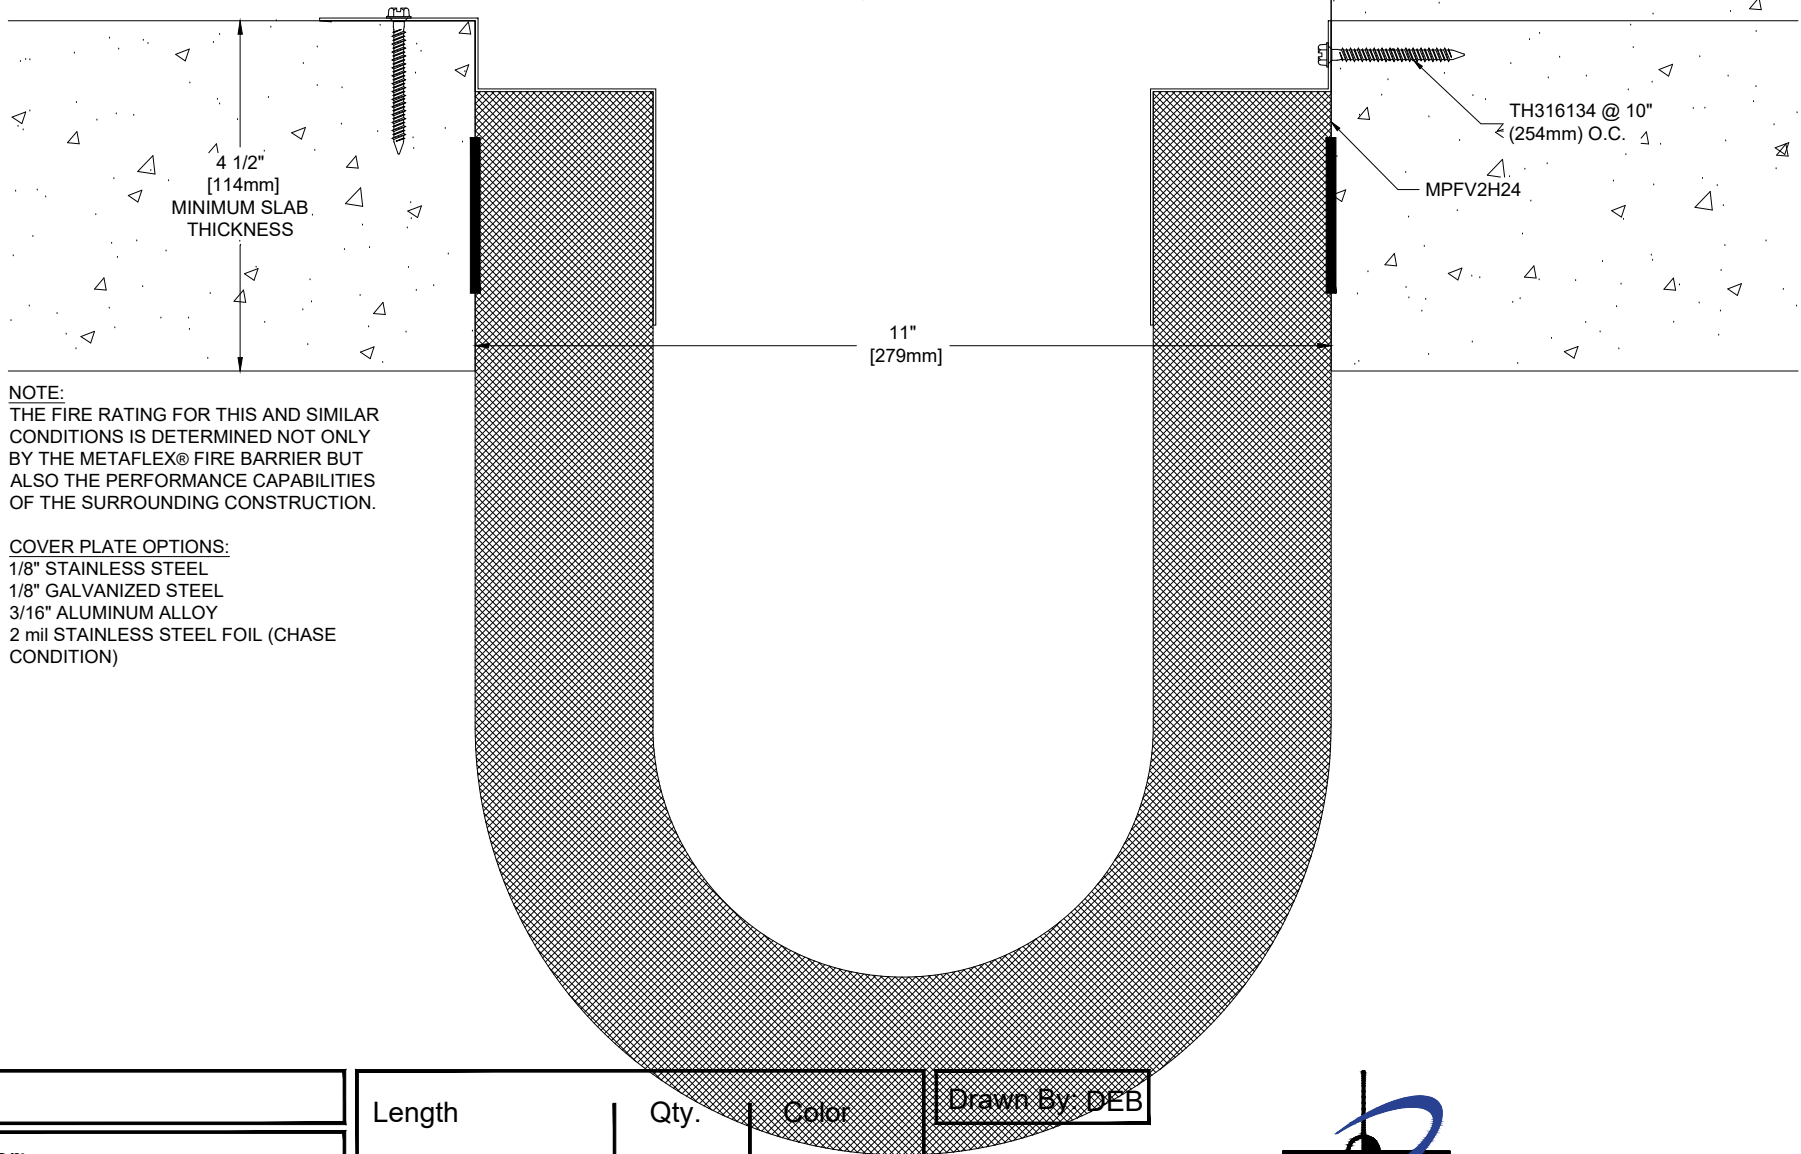 4 1/2"
[114mm]
MINIMUM SLAB
THICKNESS
TH316134 @ 10"
(254mm) O.C.
MPFV2H24
11"
[279mm]
NOTE:
THE FIRE RATING FOR THIS AND SIMILAR
CONDITIONS IS DETERMINED NOT ONLY
BY THE METAFLEX® FIRE BARRIER BUT
ALSO THE PERFORMANCE CAPABILITIES
OF THE SURROUNDING CONSTRUCTION.
COVER PLATE OPTIONS:
1/8" STAINLESS STEEL
1/8" GALVANIZED STEEL
3/16" ALUMINUM ALLOY
2 mil STAINLESS STEEL FOIL (CHASE
CONDITION)
Length Qty. Color Drawn By: DEB